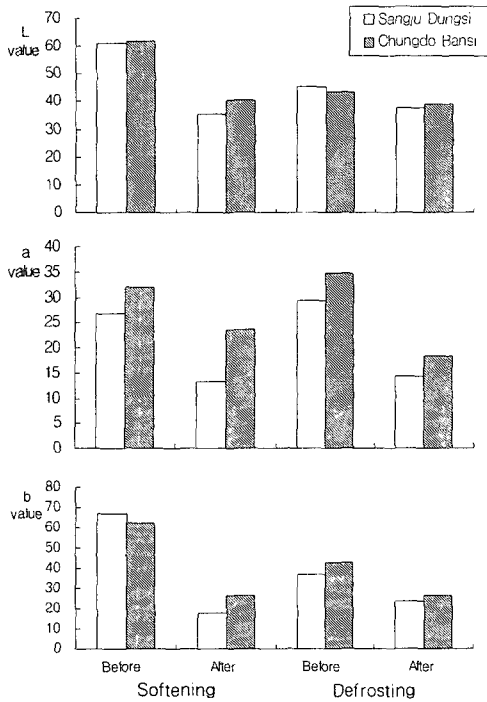 Sangju Dungsi
Chungdo Bansi
L
value
70
60
50
40
30
20
10
0
a
value
40
35
30
25
20
15
10
5
0
b
value
80
70
60
50
40
30
20
10
0
Before After Before After
Softening Defrosting